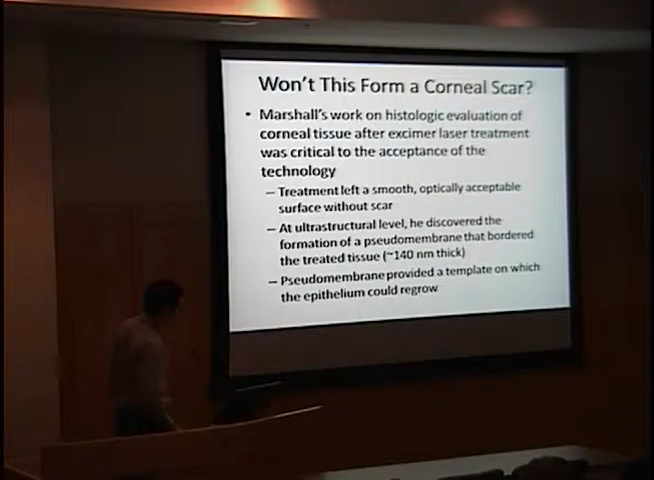 Won't This Form a Corneal Scar?
• Marshall's work on histologic evaluation of
corneal tissue after excimer laser treatment
was critical to the acceptance of the
technology
– Treatment left a smooth, optically acceptable
surface without scar
– At ultrastructural level, he discovered the
formation of a pseudomembrane that bordered
the treated tissue (~140 nm thick)
– Pseudomembrane provided a template on which
the epithelium could regrow